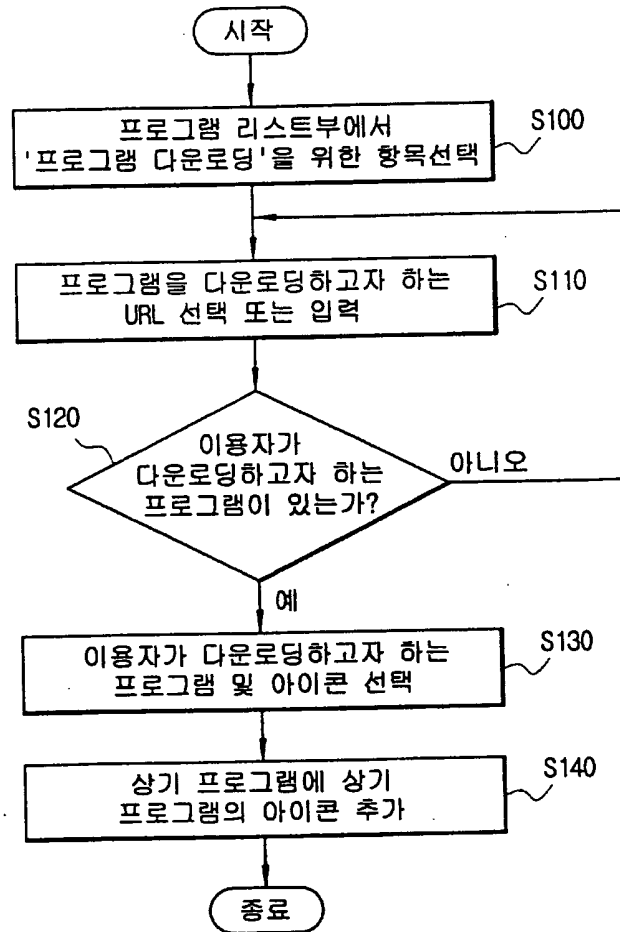 시작
프로그램 리스트부에서
'프로그램 다운로딩'을 위한 항목선택
S100
프로그램을 다운로딩하고자 하는
URL 선택 또는 입력
S110
S120
이용자가
다운로딩하고자 하는
프로그램이 있는가?
아니오
예
이용자가 다운로딩하고자 하는
프로그램 및 아이콘 선택
S130
상기 프로그램에 상기
프로그램의 아이콘 추가
S140
종료